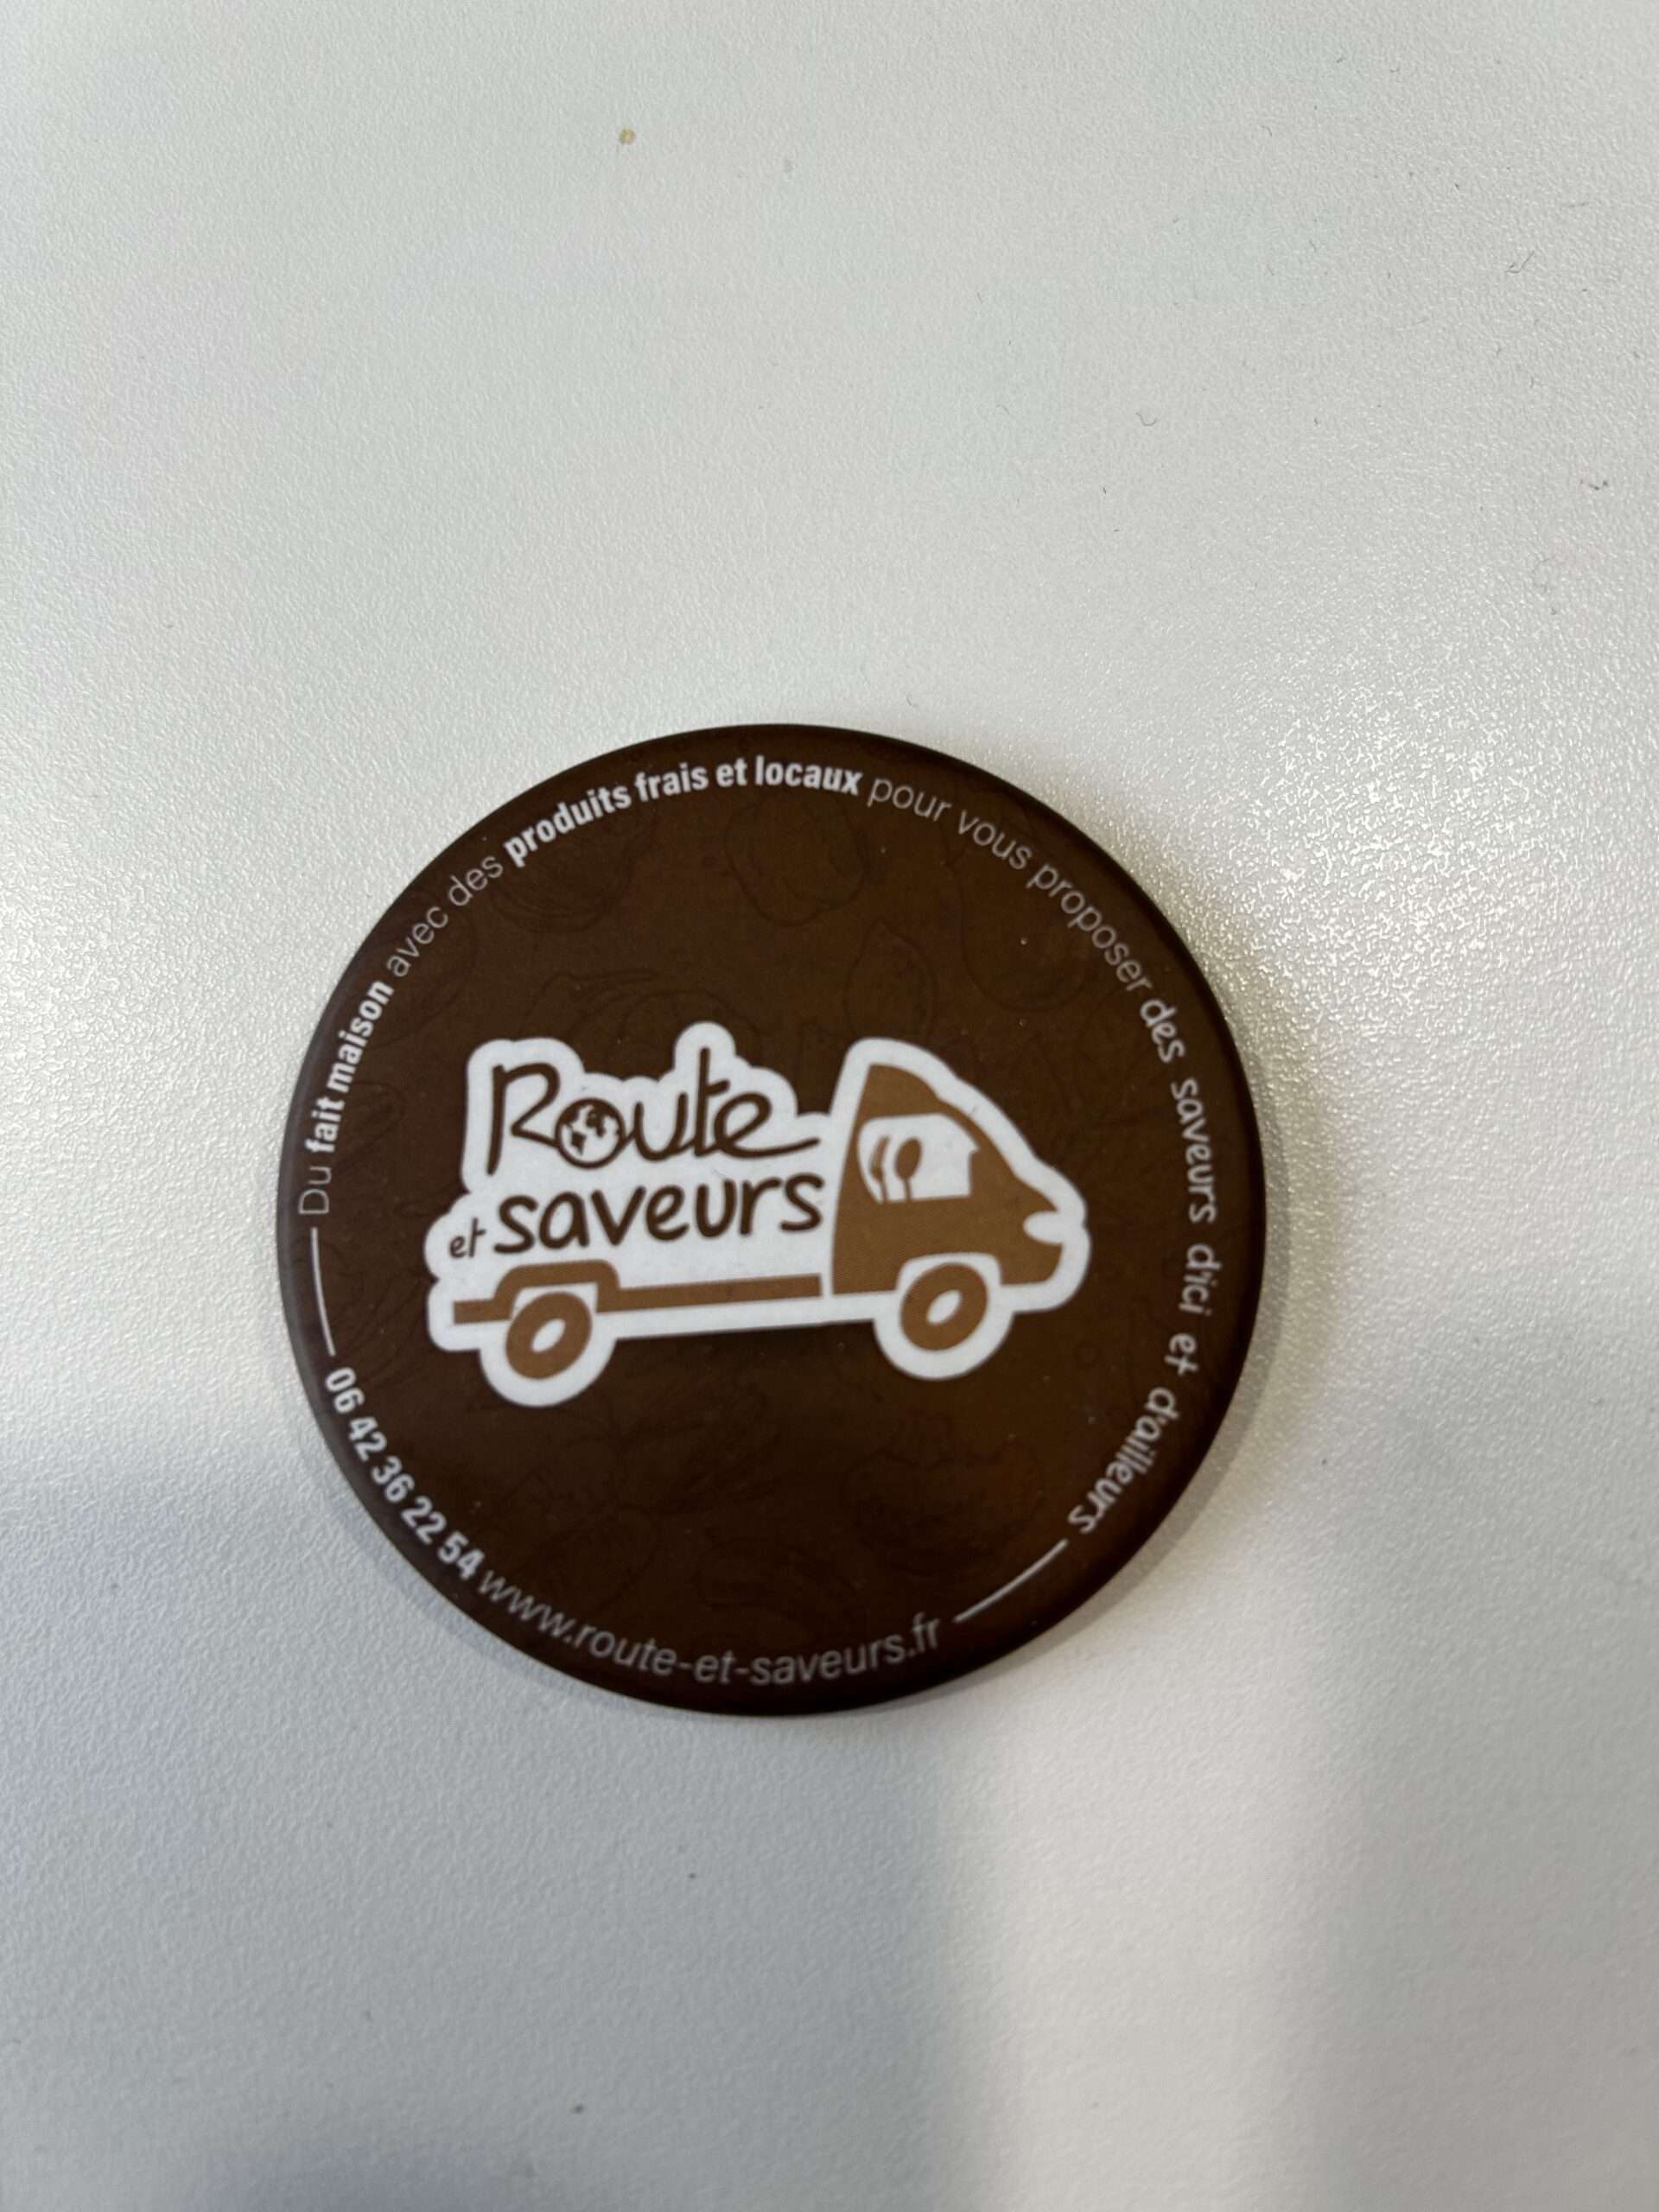 Du fait maison avec des produits frais et locaux pour vous proposer des saveurs d'ici et d'ailleurs
Route
et saveurs
06 42 36 22 54 www.route-et-saveurs.fr